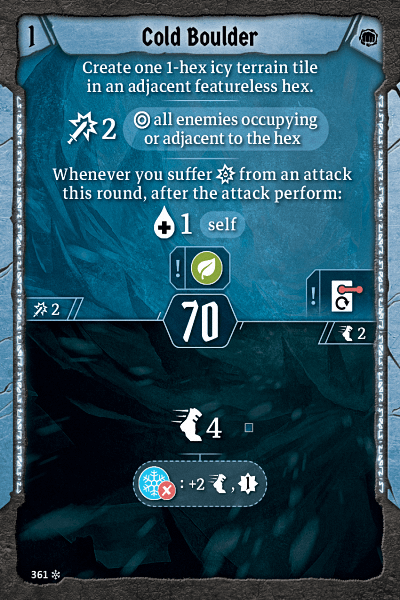 1 Cold Boulder
Create one 1-hex icy terrain tile
in an adjacent featureless hex.
2 all enemies occupying
or adjacent to the hex
Whenever you suffer from an attack
this round, after the attack perform:
1 self
! !
2 70 2
4
: +2 ,
361